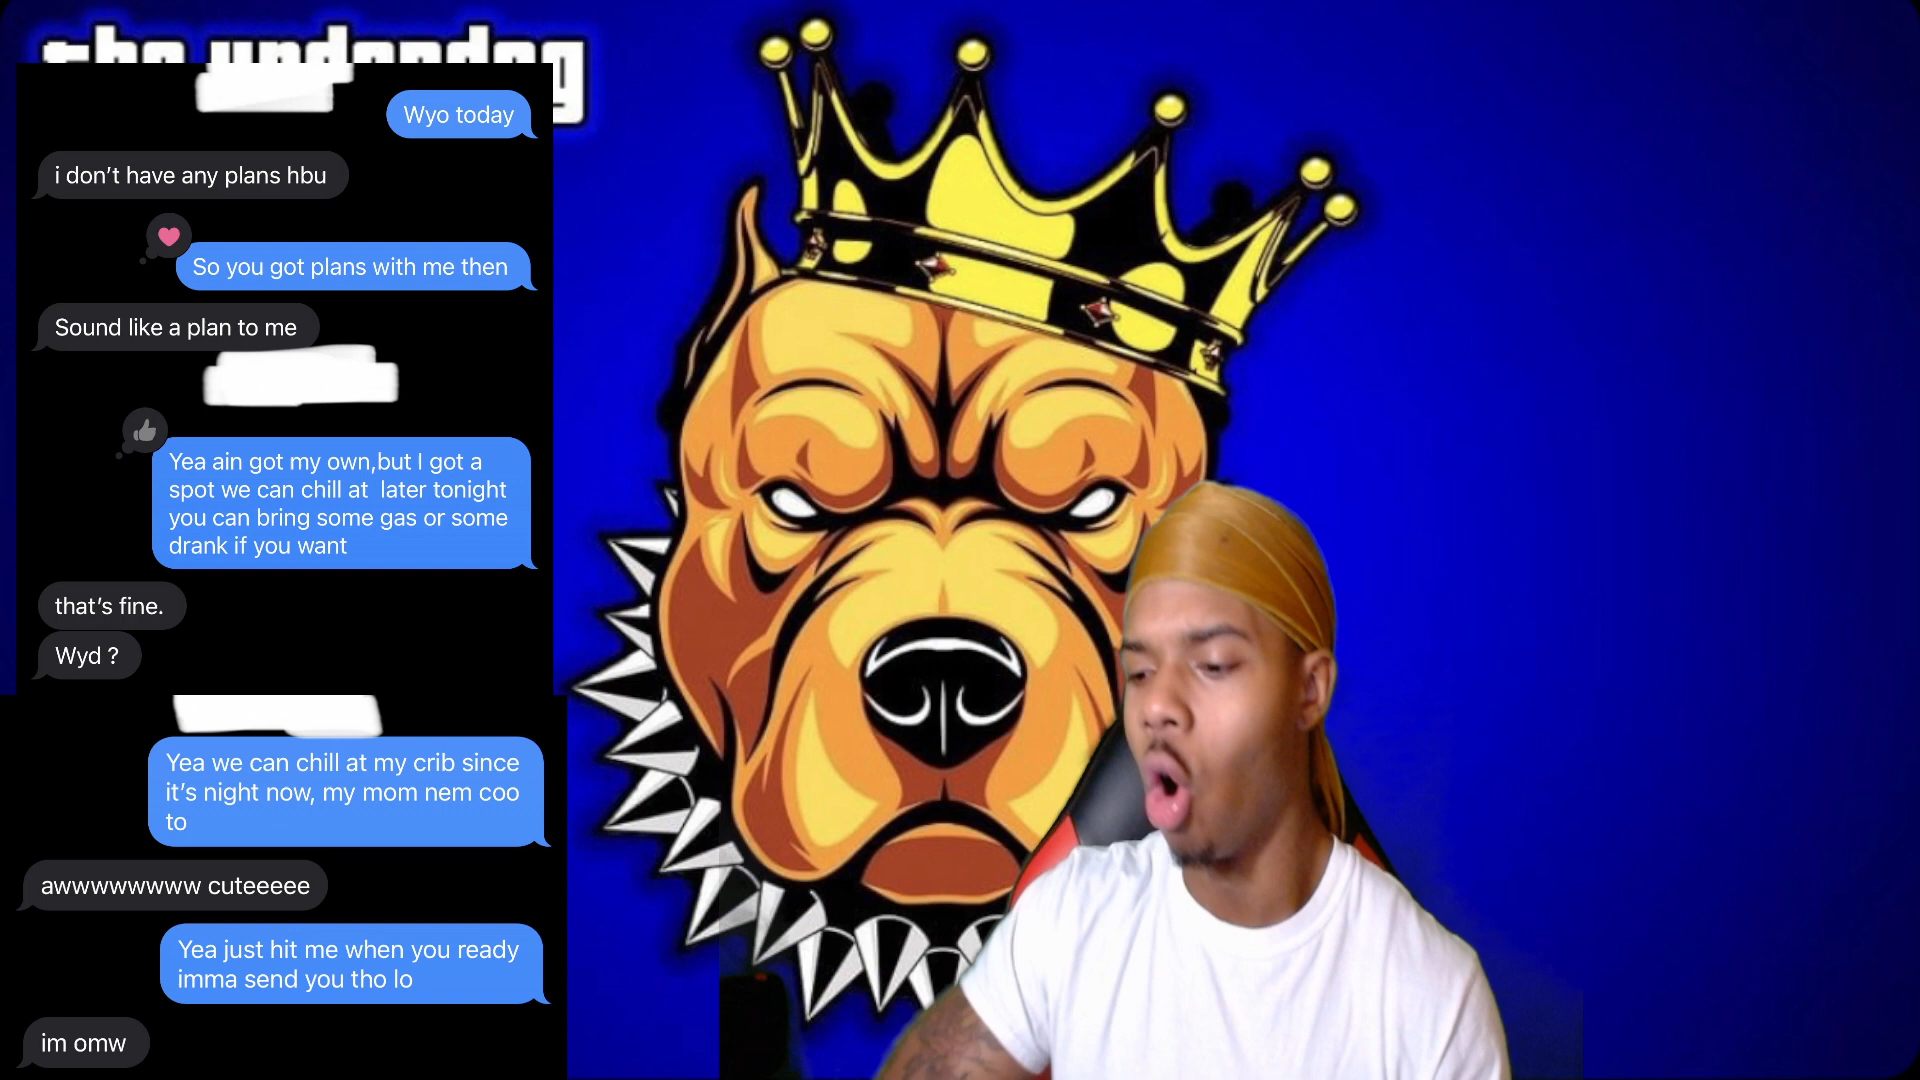 the underdog
Wyo today
i don't have any plans hbu
So you got plans with me then
Sound like a plan to me
Yea ain got my own,but I got a
spot we can chill at  later tonight
you can bring some gas or some
drank if you want
that's fine.
Wyd ?
Yea we can chill at my crib since
it's night now, my mom nem coo
to
awwwwwwww cuteeeee
Yea just hit me when you ready
imma send you tho lo
im omw